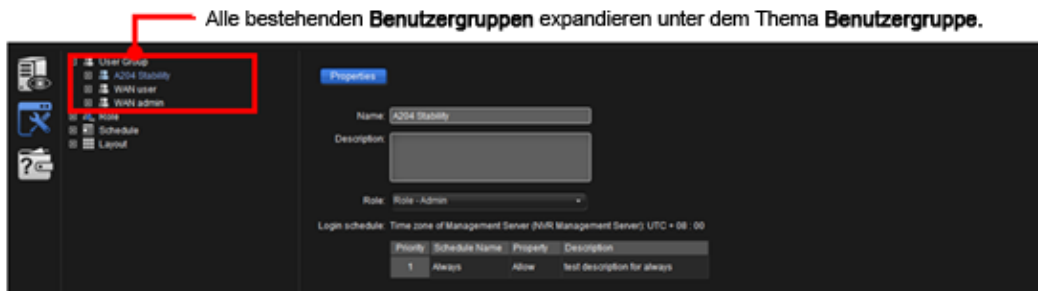 Alle bestehenden Benutzergruppen expandieren unter dem Thema Benutzergruppe.
User Group
A204 Stability
WAN user
WAN admin
Role
Schedule
Layout
Properties
Name: A204 Stability
Description:
Role: Role - Admin
Login schedule: Time zone of Management Server (NVR Management Server): UTC + 08 : 00
Priority Schedule Name Property Description
1 Always Allow test description for always